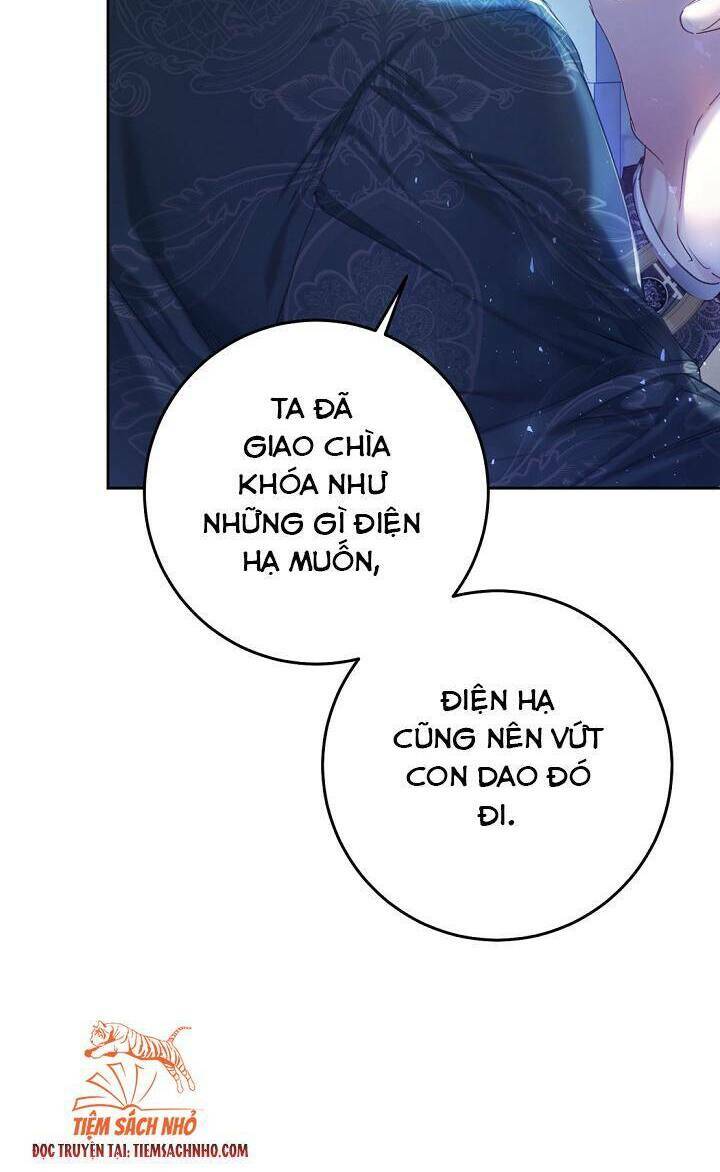 TA ĐÃ
GIAO CHÌA
KHÓA NHƯ
NHỮNG GÌ ĐIỆN
HẠ MUỐN,
ĐIỆN HẠ
CŨNG NÊN VỨT
CON DAO ĐÓ
ĐI.
TIỆM SÁCH NHỎ
ĐỌC TRUYỆN TẠI: TIEMSACHNHO.COM